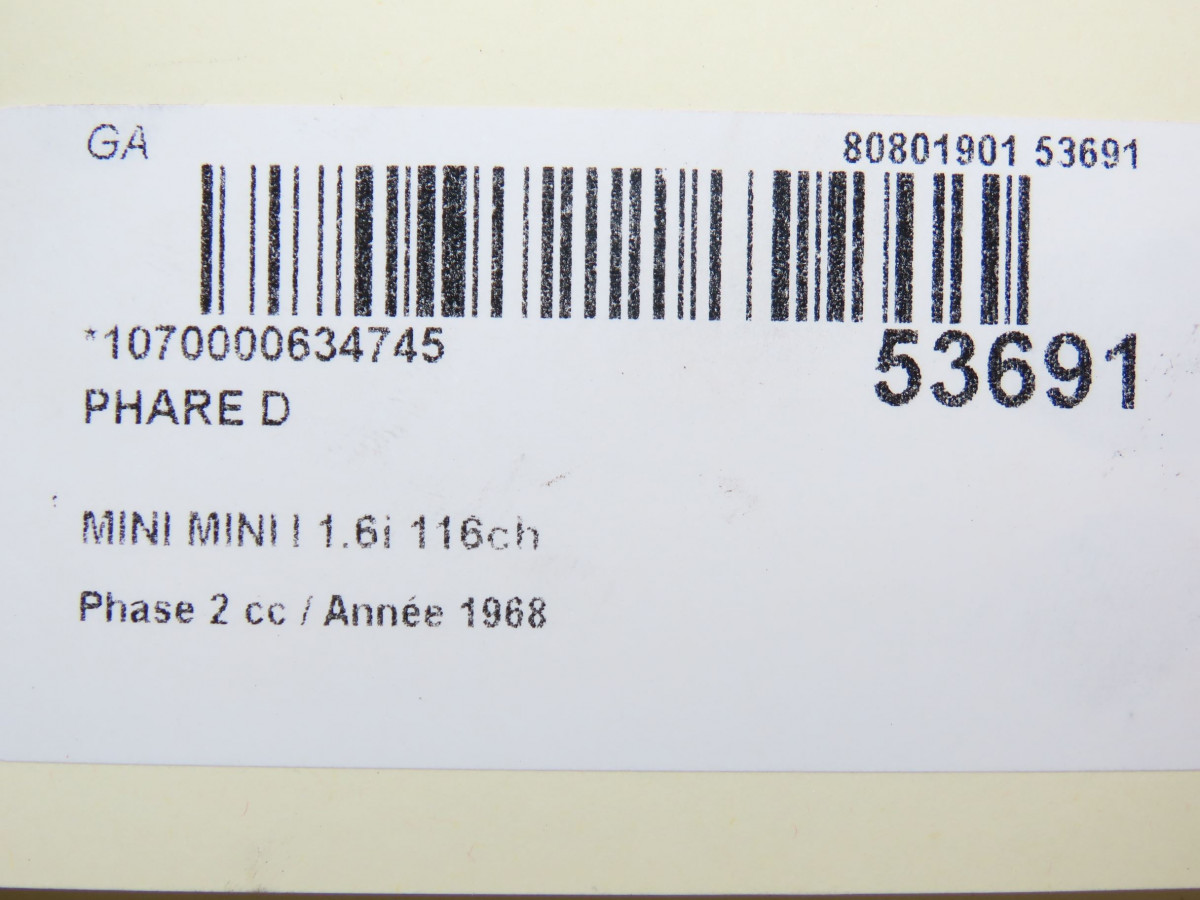 GA
80801901 53691
*1070000634745
53691
PHARE D
MINI MINI I 1.6i 116ch
Phase 2 cc / Année 1968